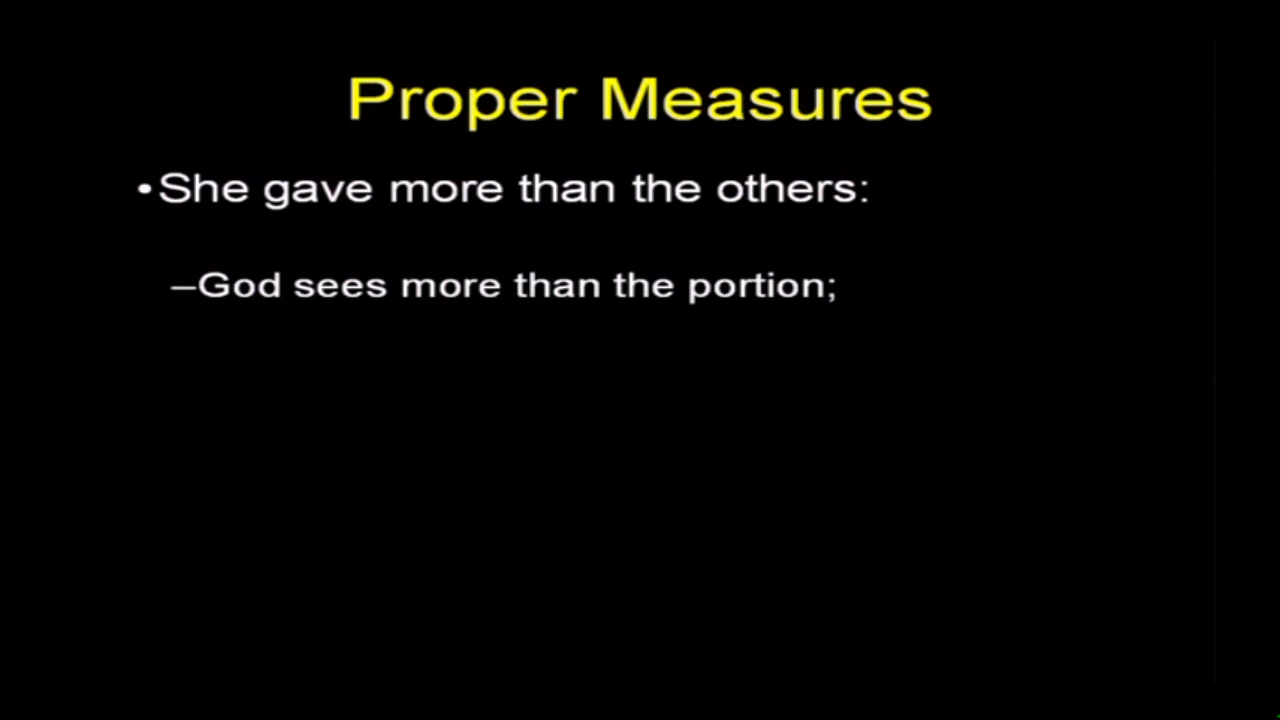 Proper Measures
•She gave more than the others:
–God sees more than the portion;